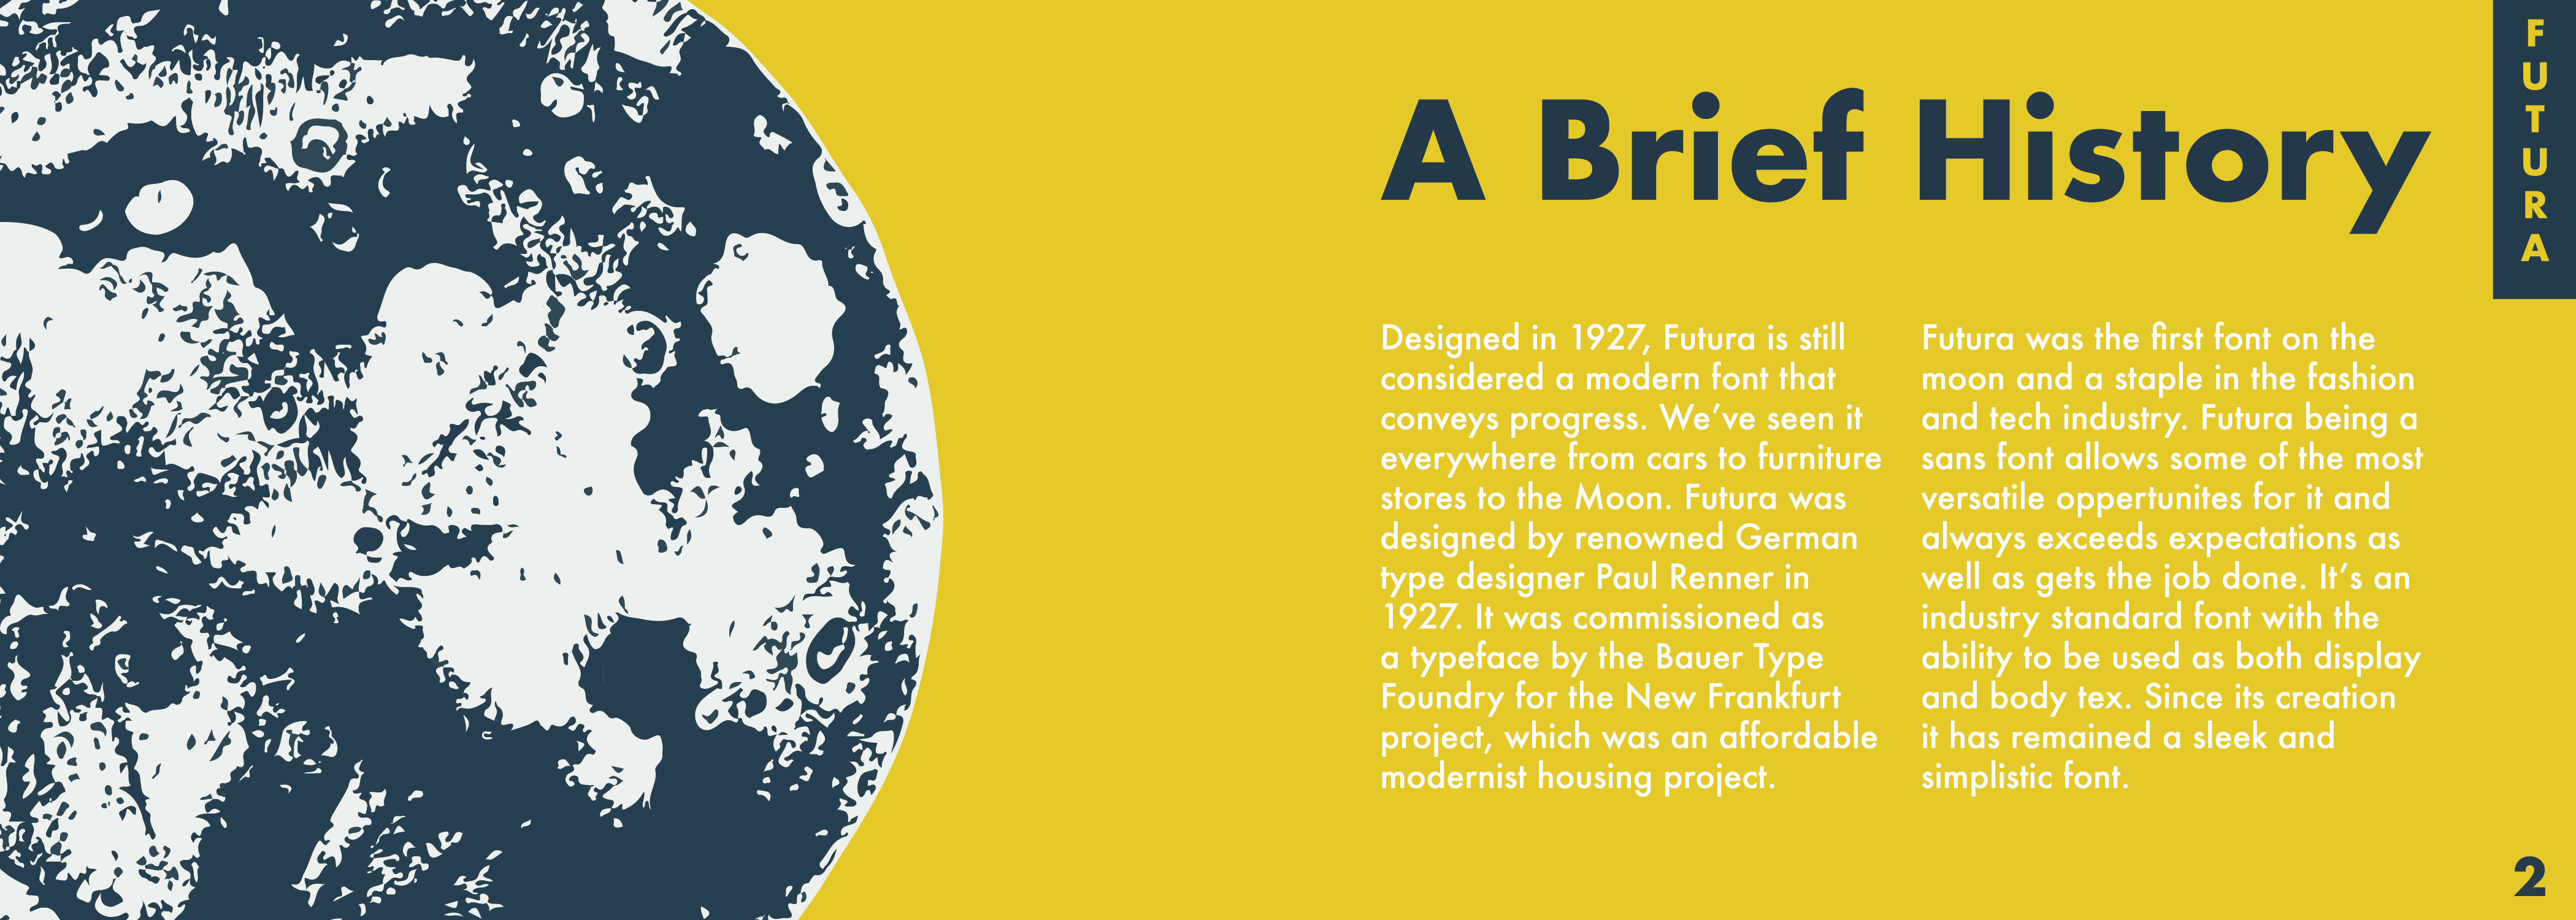 A Brief History
Designed in 1927, Futura is still
considered a modern font that
conveys progress. We’ve seen it
everywhere from cars to furniture
stores to the Moon. Futura was
designed by renowned German
type designer Paul Renner in
1927. It was commissioned as
a typeface by the Bauer Type
Foundry for the New Frankfurt
project, which was an affordable
modernist housing project.
Futura was the first font on the
moon and a staple in the fashion
and tech industry. Futura being a
sans font allows some of the most
versatile oppertunites for it and
always exceeds expectations as
well as gets the job done. It’s an
industry standard font with the
ability to be used as both display
and body tex. Since its creation
it has remained a sleek and
simplistic font.
FUTURA
2